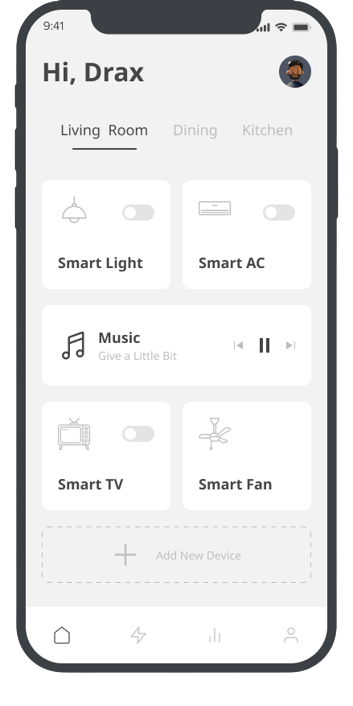 9:41
Hi, Drax
Living Room Dining Kitchen
Smart Light Smart AC
Music
Give a Little Bit
Smart TV Smart Fan
Add New Device